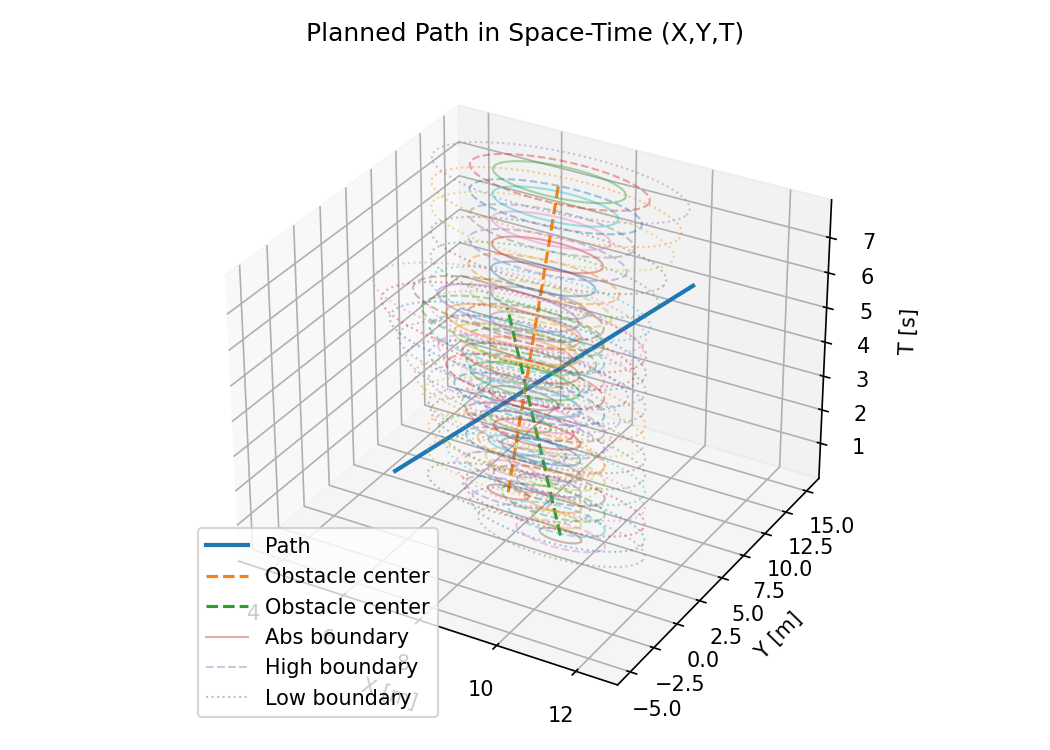 Planned Path in Space-Time (X,Y,T)
7
6
5
4
3
2
1
T [s]
15.0
12.5
10.0
7.5
5.0
2.5
0.0
−2.5
−5.0
Y [m]
4
8
10
12
Path
Obstacle center
Obstacle center
Abs boundary
High boundary
Low boundary